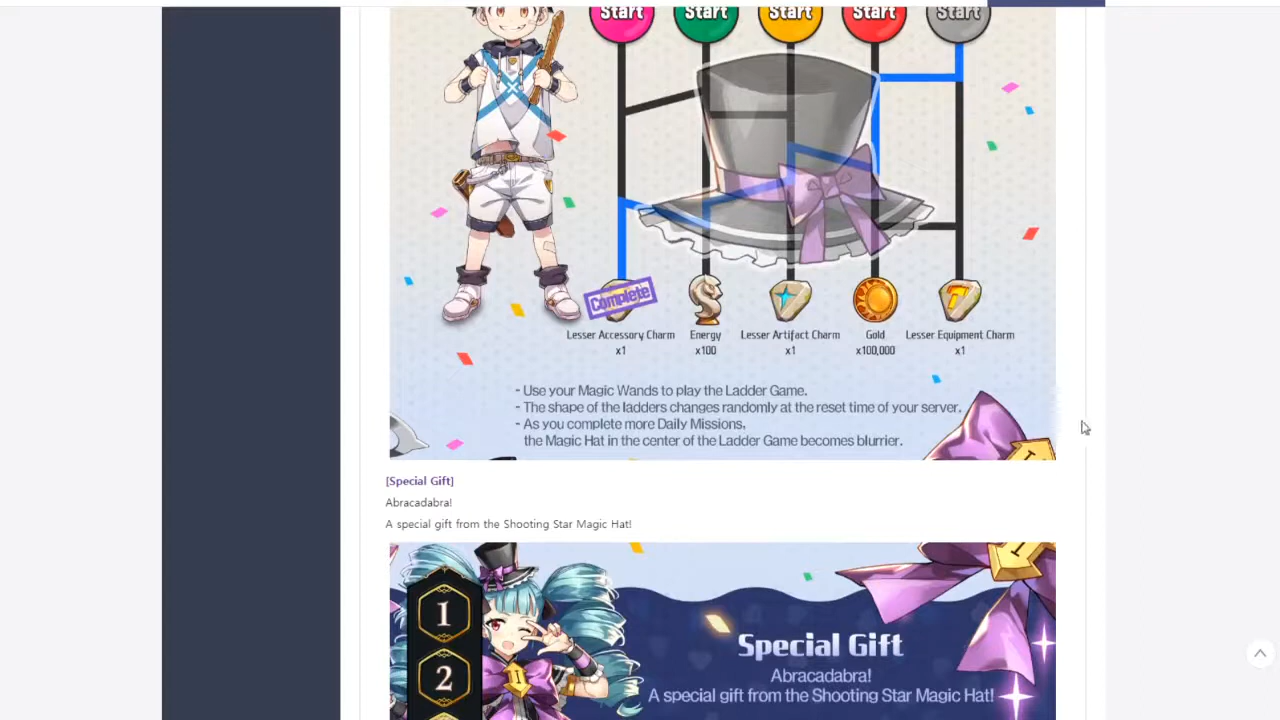 Start Start Start Start Start
Complete
Lesser Accessory Charm Energy Lesser Artifact Charm Gold Lesser Equipment Charm
x1 x100 x1 x100,000 x1
- Use your Magic Wands to play the Ladder Game.
- The shape of the ladders changes randomly at the reset time of your server.
- As you complete more Daily Missions,
the Magic Hat in the center of the Ladder Game becomes blurrier.
[Special Gift]
Abracadabra!
A special gift from the Shooting Star Magic Hat!
1
2
Special Gift
Abracadabra!
A special gift from the Shooting Star Magic Hat!